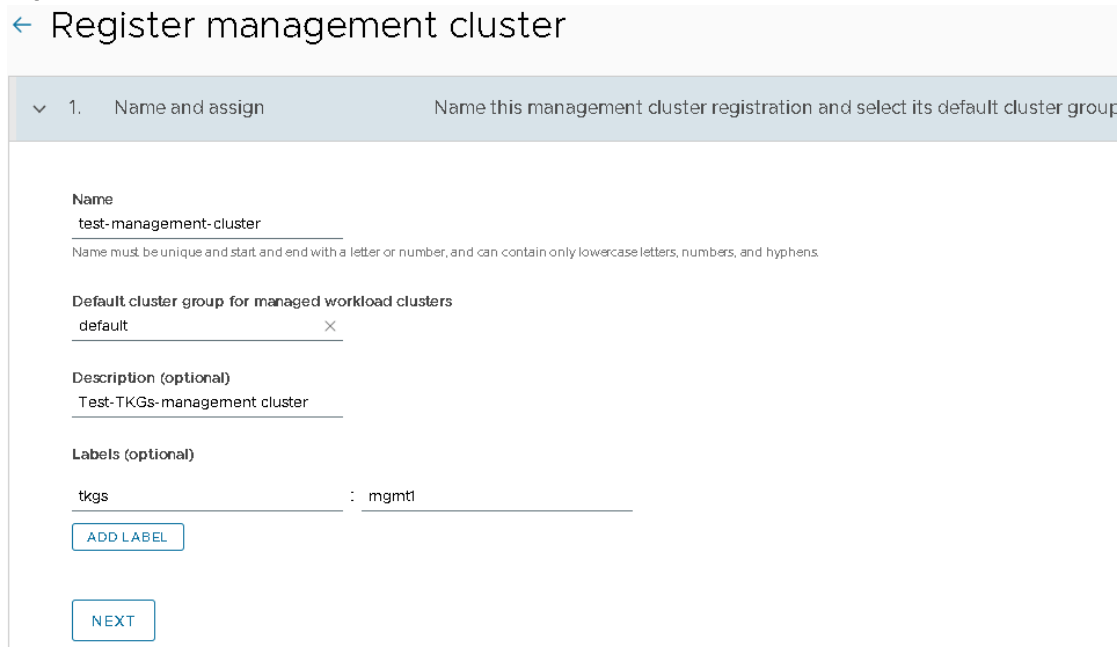 Register management cluster
1. Name and assign Name this management cluster registration and select its default cluster group
Name
test-management-cluster
Name must be unique and start and end with a letter or number, and can contain only lowercase letters, numbers, and hyphens.
Default cluster group for managed workload clusters
default
Description (optional)
Test-TKGs-management cluster
Labels (optional)
tkgs : mgmt1
ADD LABEL
NEXT